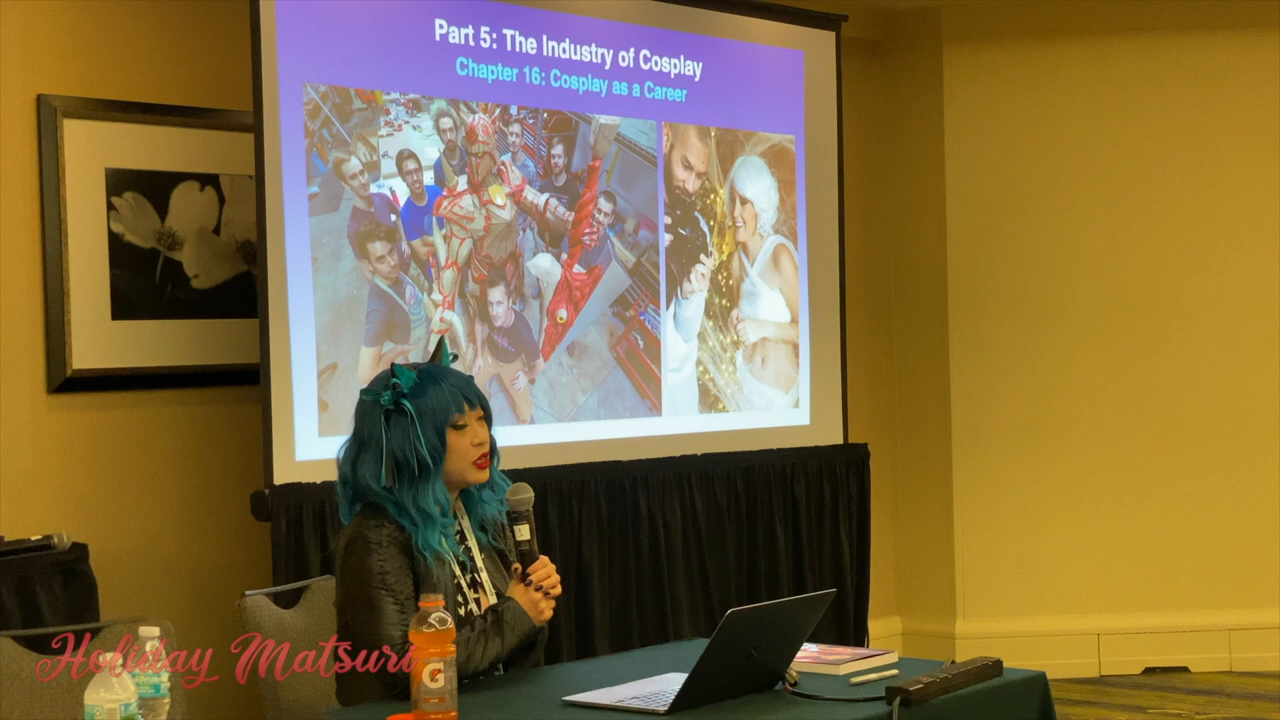 Part 5: The Industry of Cosplay
Chapter 16: Cosplay as a Career
Holiday Matsuri
G